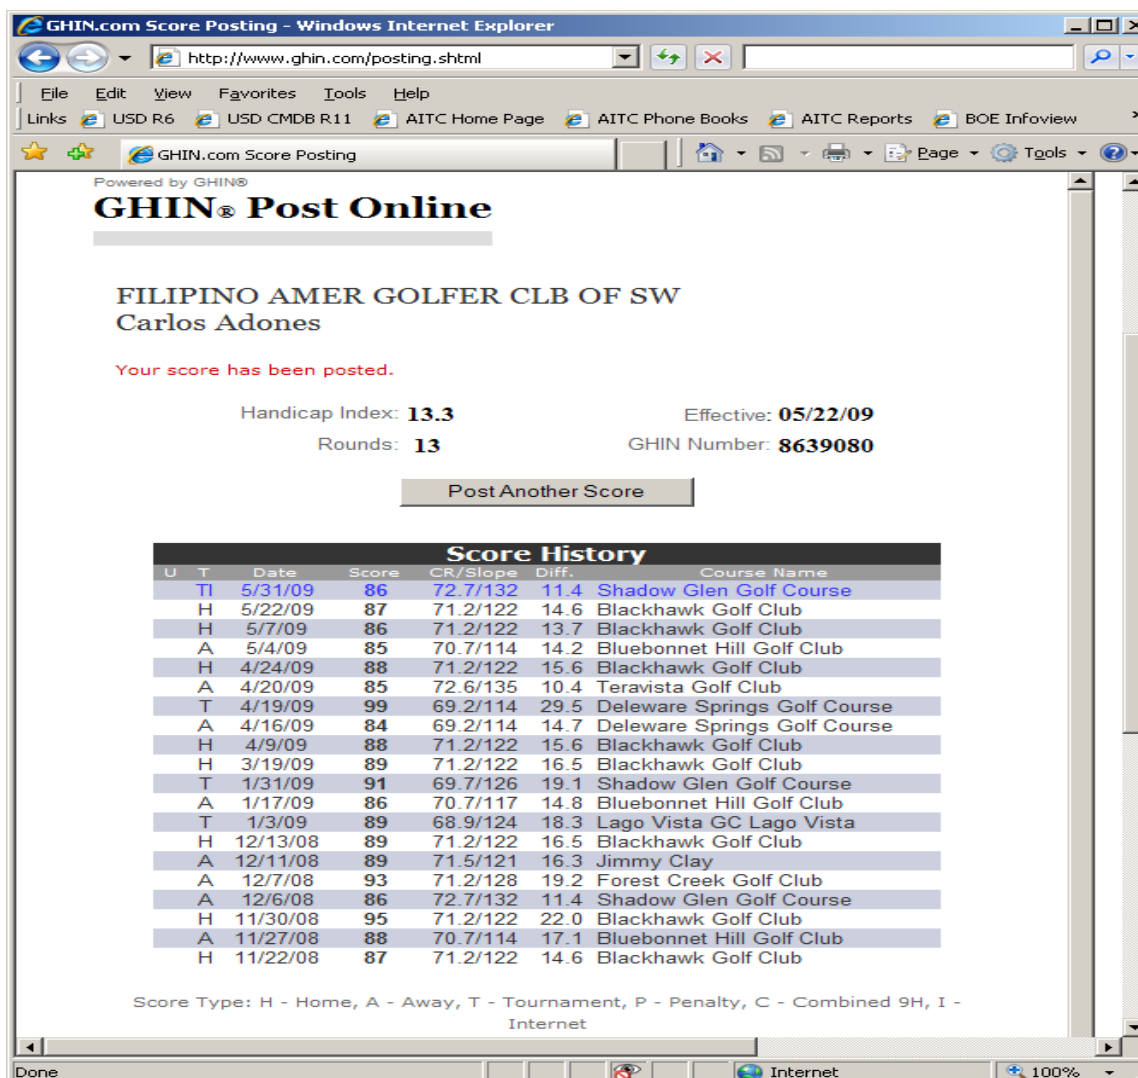 GHIN.com Score Posting - Windows Internet Explorer
http://www.ghin.com/posting.shtml
File Edit View Favorites Tools Help
Links USD R6 USD CMDB R11 AITC Home Page AITC Phone Books AITC Reports BOE Infoview »
GHIN.com Score Posting Page Tools
Powered by GHIN®
GHIN® Post Online
FILIPINO AMER GOLFER CLB OF SW
Carlos Adones
Your score has been posted.
Handicap Index: 13.3 Effective: 05/22/09
Rounds: 13 GHIN Number: 8639080
Post Another Score
Score History
U T Date Score CR/Slope Diff. Course Name
TI 5/31/09 86 72.7/132 11.4 Shadow Glen Golf Course
H 5/22/09 87 71.2/122 14.6 Blackhawk Golf Club
H 5/7/09 86 71.2/122 13.7 Blackhawk Golf Club
A 5/4/09 85 70.7/114 14.2 Bluebonnet Hill Golf Club
H 4/24/09 88 71.2/122 15.6 Blackhawk Golf Club
A 4/20/09 85 72.6/135 10.4 Teravista Golf Club
T 4/19/09 99 69.2/114 29.5 Deleware Springs Golf Course
A 4/16/09 84 69.2/114 14.7 Deleware Springs Golf Course
H 4/9/09 88 71.2/122 15.6 Blackhawk Golf Club
H 3/19/09 89 71.2/122 16.5 Blackhawk Golf Club
T 1/31/09 91 69.7/126 19.1 Shadow Glen Golf Course
A 1/17/09 86 70.7/117 14.8 Bluebonnet Hill Golf Club
T 1/3/09 89 68.9/124 18.3 Lago Vista GC Lago Vista
H 12/13/08 89 71.2/122 16.5 Blackhawk Golf Club
A 12/11/08 89 71.5/121 16.3 Jimmy Clay
A 12/7/08 93 71.2/128 19.2 Forest Creek Golf Club
A 12/6/08 86 72.7/132 11.4 Shadow Glen Golf Course
H 11/30/08 95 71.2/122 22.0 Blackhawk Golf Club
A 11/27/08 88 70.7/114 17.1 Bluebonnet Hill Golf Club
H 11/22/08 87 71.2/122 14.6 Blackhawk Golf Club
Score Type: H - Home, A - Away, T - Tournament, P - Penalty, C - Combined 9H, I -
Internet
Done Internet 100%